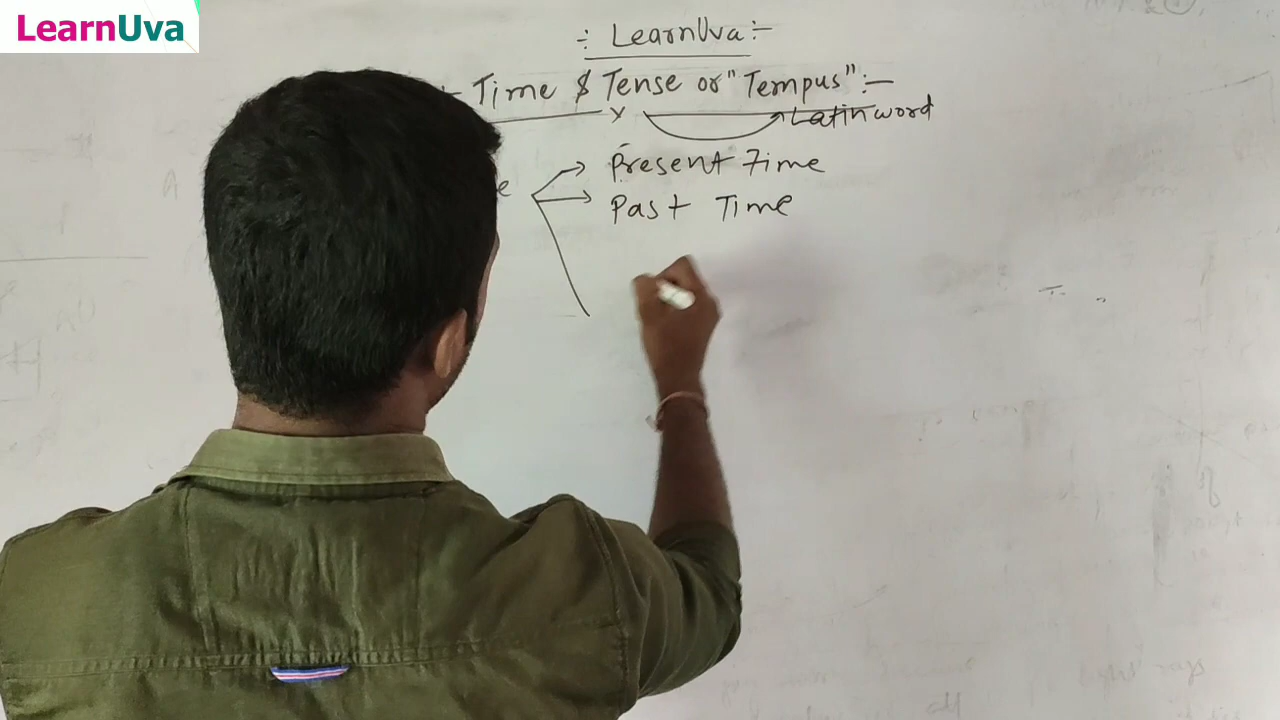 LearnUva
÷ LearnUva :-
Time & Tense or "Tempus" :-
Latin word
e
Present Time
Past Time